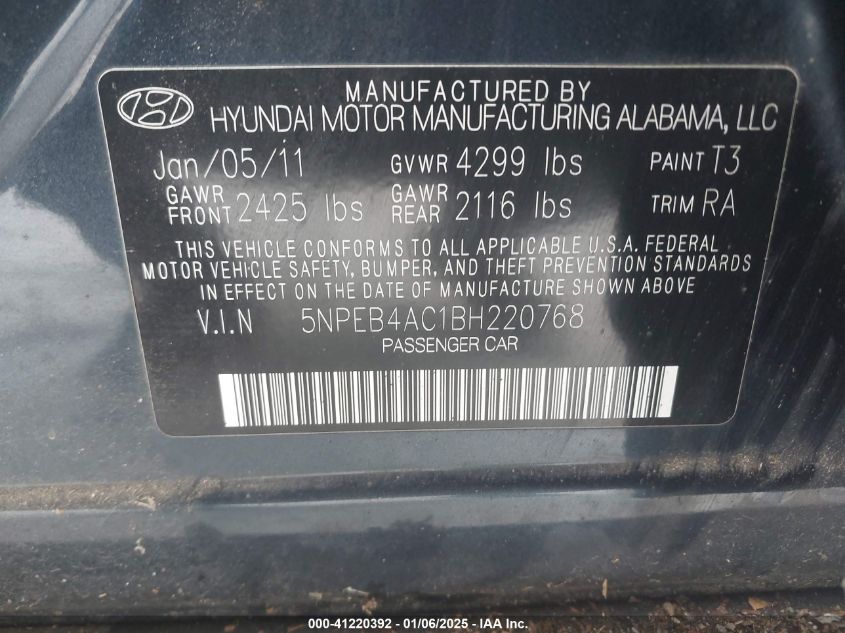 MANUFACTURED BY
HYUNDAI MOTOR MANUFACTURING ALABAMA, LLC
Jan/05/11 GVWR 4299 lbs PAINT T3
GAWR FRONT 2425 lbs GAWR REAR 2116 lbs TRIM RA
THIS VEHICLE CONFORMS TO ALL APPLICABLE U.S.A. FEDERAL
MOTOR VEHICLE SAFETY, BUMPER, AND THEFT PREVENTION STANDARDS
IN EFFECT ON THE DATE OF MANUFACTURE SHOWN ABOVE.
V.I.N 5NPEB4AC1BH220768
PASSENGER CAR
000-41220392 - 01/06/2025 - IAA Inc.